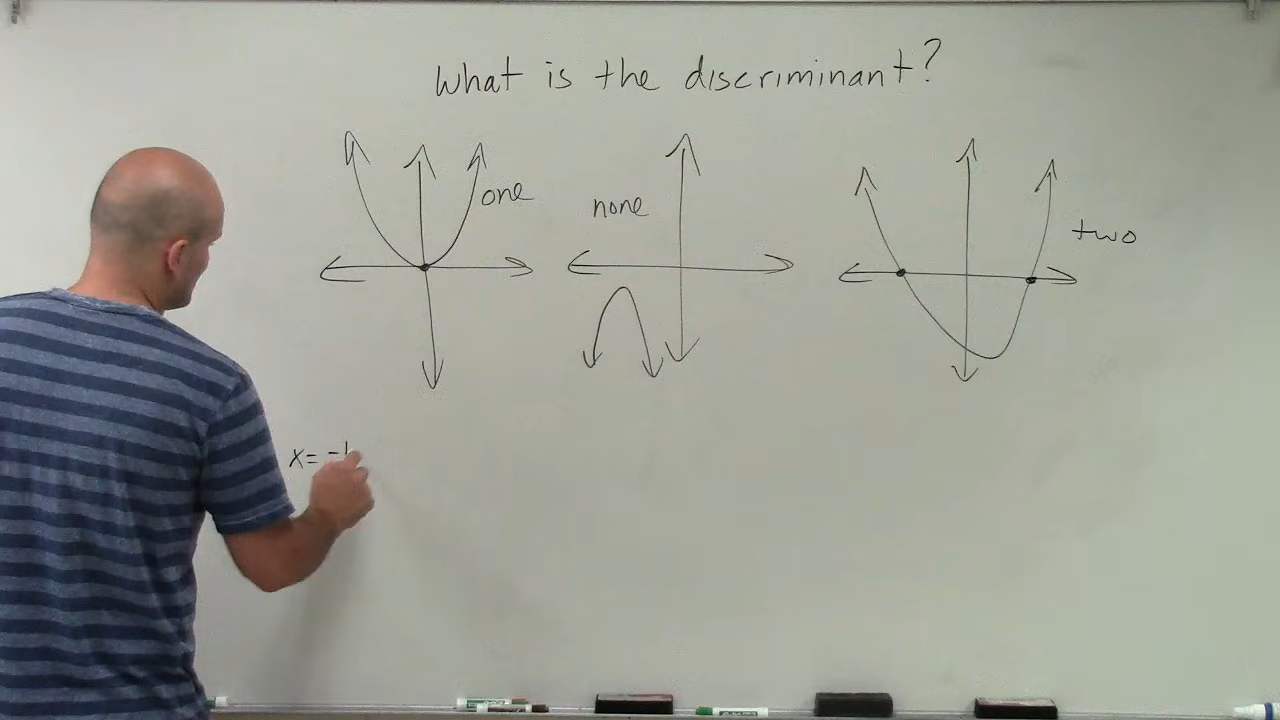 What is the discriminant?
one
none
two
x= -